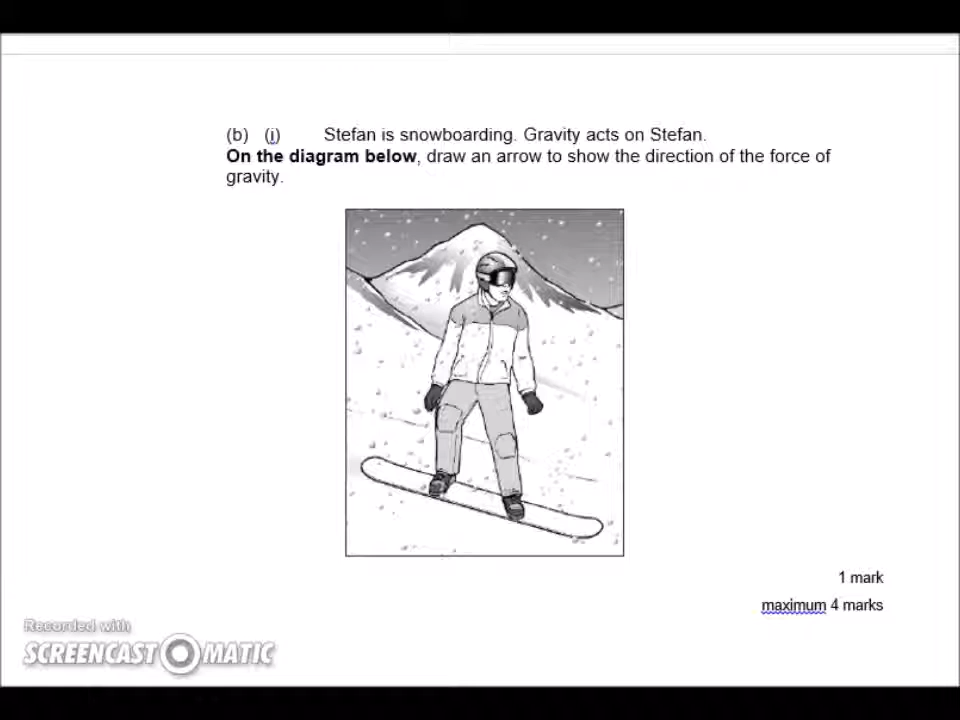 (b) (i) Stefan is snowboarding. Gravity acts on Stefan.
On the diagram below, draw an arrow to show the direction of the force of
gravity.
1 mark
maximum 4 marks
Recorded with
SCREENCAST O MATIC